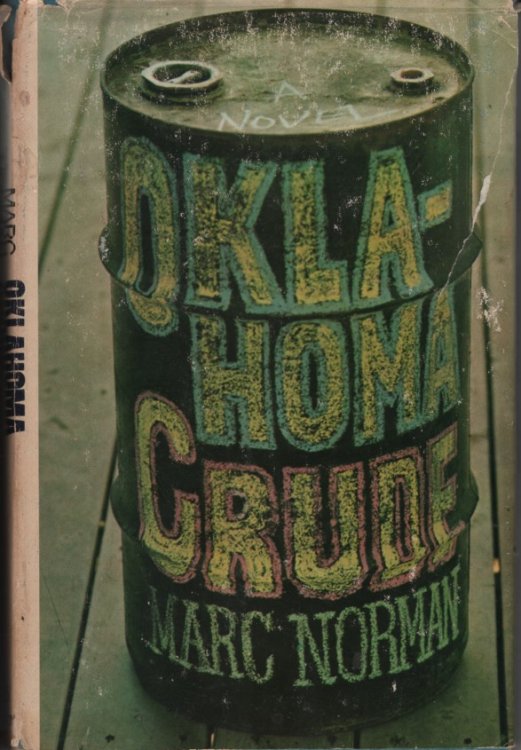 A
NOVEL
OKLA-
HOMA
CRUDE
MARC NORMAN
MARC
OKLAHOMA